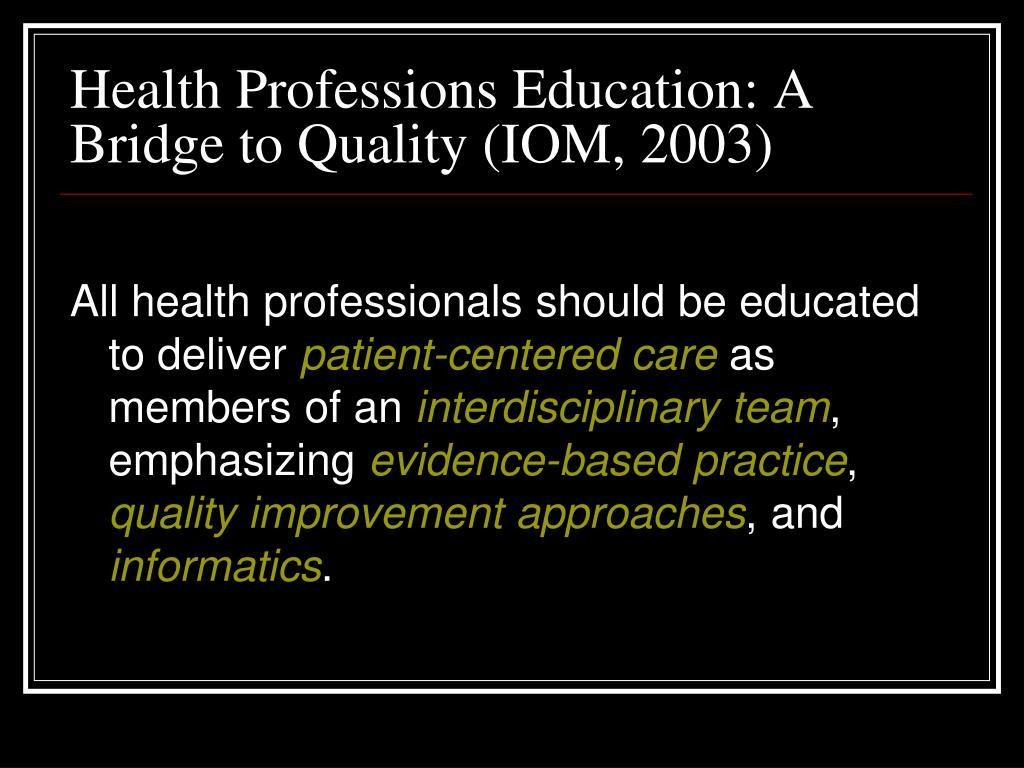 Health Professions Education: A
Bridge to Quality (IOM, 2003)
All health professionals should be educated
to deliver patient-centered care as
members of an interdisciplinary team,
emphasizing evidence-based practice,
quality improvement approaches, and
informatics.